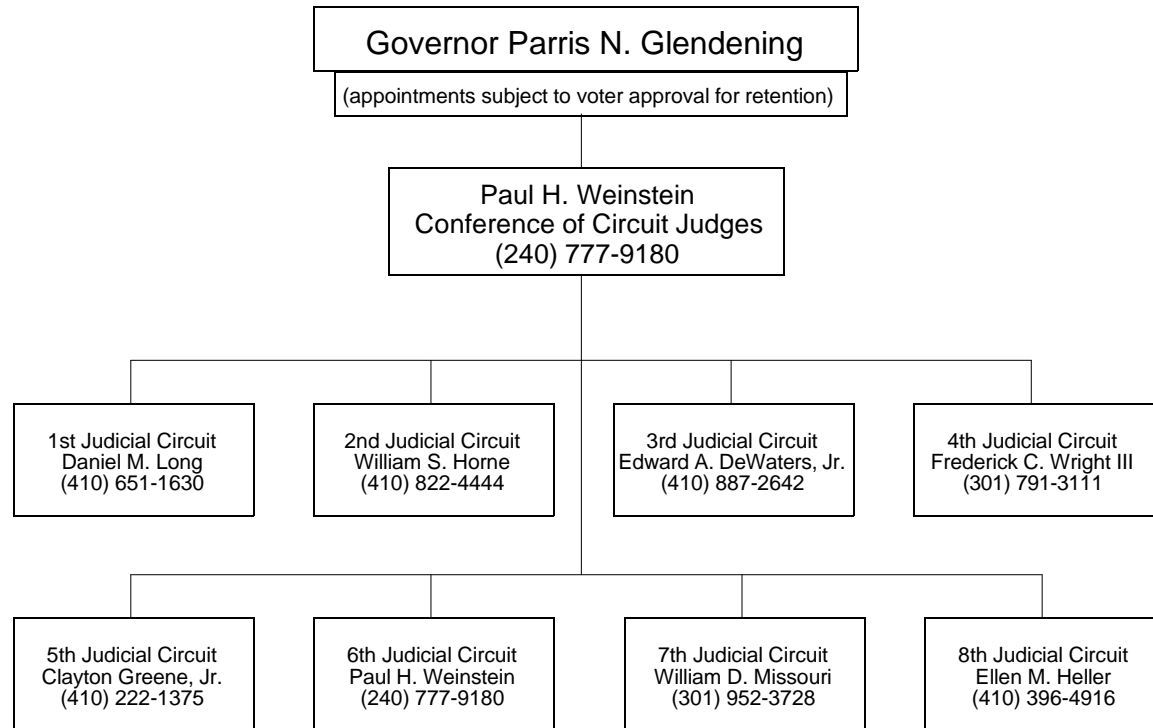 Governor Parris N. Glendening
(appointments subject to voter approval for retention)
Paul H. Weinstein
Conference of Circuit Judges
(240) 777-9180
1st Judicial Circuit
Daniel M. Long
(410) 651-1630
2nd Judicial Circuit
William S. Horne
(410) 822-4444
3rd Judicial Circuit
Edward A. DeWaters, Jr.
(410) 887-2642
4th Judicial Circuit
Frederick C. Wright III
(301) 791-3111
5th Judicial Circuit
Clayton Greene, Jr.
(410) 222-1375
6th Judicial Circuit
Paul H. Weinstein
(240) 777-9180
7th Judicial Circuit
William D. Missouri
(301) 952-3728
8th Judicial Circuit
Ellen M. Heller
(410) 396-4916